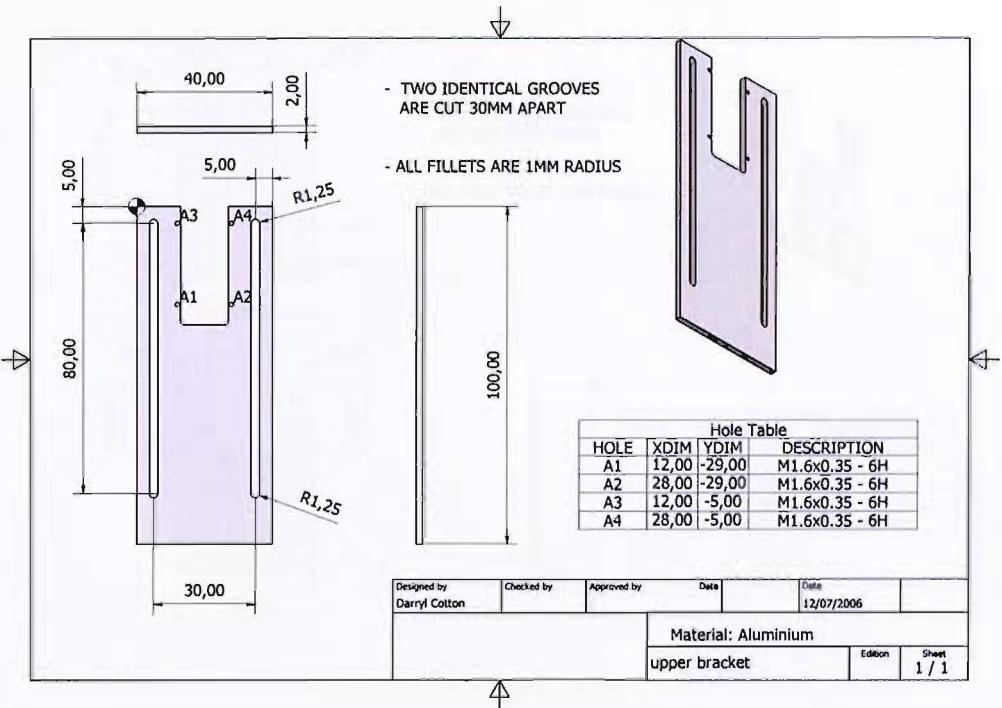 40,00
2,00
- TWO IDENTICAL GROOVES
ARE CUT 30MM APART
- ALL FILLETS ARE 1MM RADIUS
5,00
5,00
R1,25
A3
A4
A1
A2
80,00
100,00
R1,25
30,00
Hole Table
HOLE XDIM YDIM DESCRIPTION
A1 12,00 -29,00 M1.6x0.35 - 6H
A2 28,00 -29,00 M1.6x0.35 - 6H
A3 12,00 -5,00 M1.6x0.35 - 6H
A4 28,00 -5,00 M1.6x0.35 - 6H
Designed by Checked by Approved by Date Date
Darryl Cotton 12/07/2006
Material: Aluminium
upper bracket Edition Sheet
1 / 1